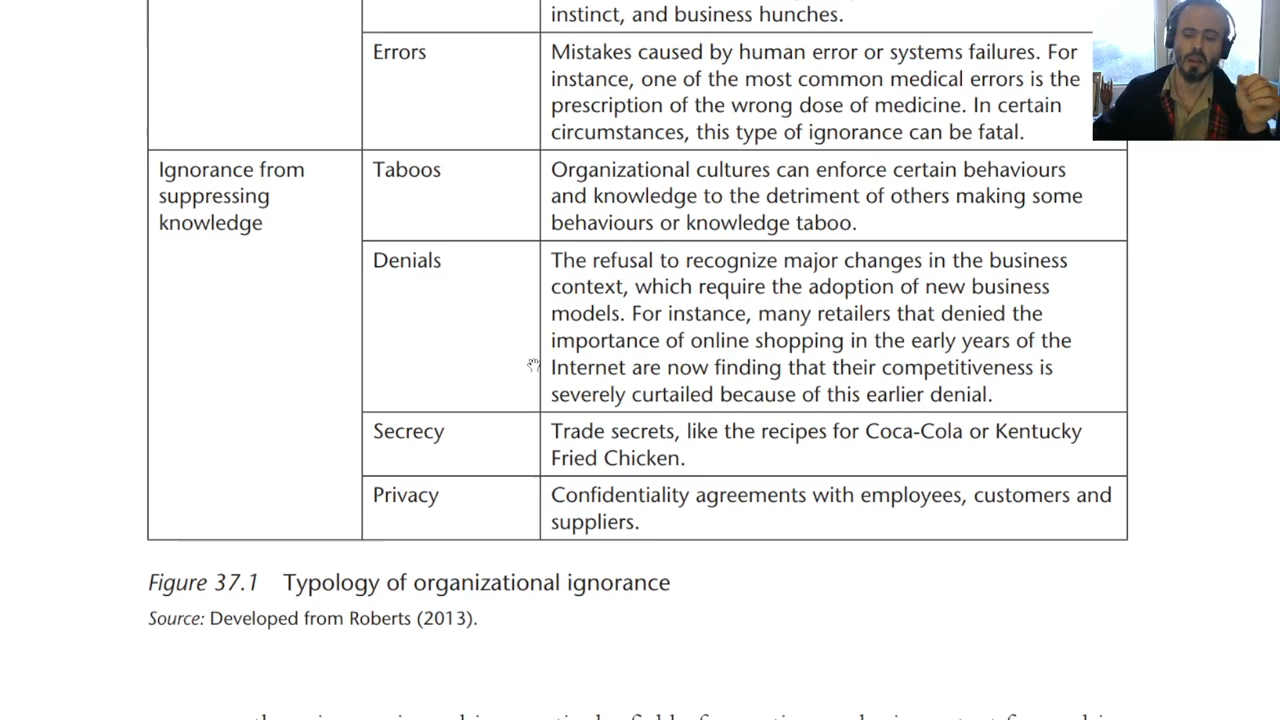 instinct, and business hunches.
Errors
Mistakes caused by human error or systems failures. For
instance, one of the most common medical errors is the
prescription of the wrong dose of medicine. In certain
circumstances, this type of ignorance can be fatal.
Ignorance from
suppressing
knowledge
Taboos
Organizational cultures can enforce certain behaviours
and knowledge to the detriment of others making some
behaviours or knowledge taboo.
Denials
The refusal to recognize major changes in the business
context, which require the adoption of new business
models. For instance, many retailers that denied the
importance of online shopping in the early years of the
Internet are now finding that their competitiveness is
severely curtailed because of this earlier denial.
Secrecy
Trade secrets, like the recipes for Coca-Cola or Kentucky
Fried Chicken.
Privacy
Confidentiality agreements with employees, customers and
suppliers.
Figure 37.1 Typology of organizational ignorance
Source: Developed from Roberts (2013).